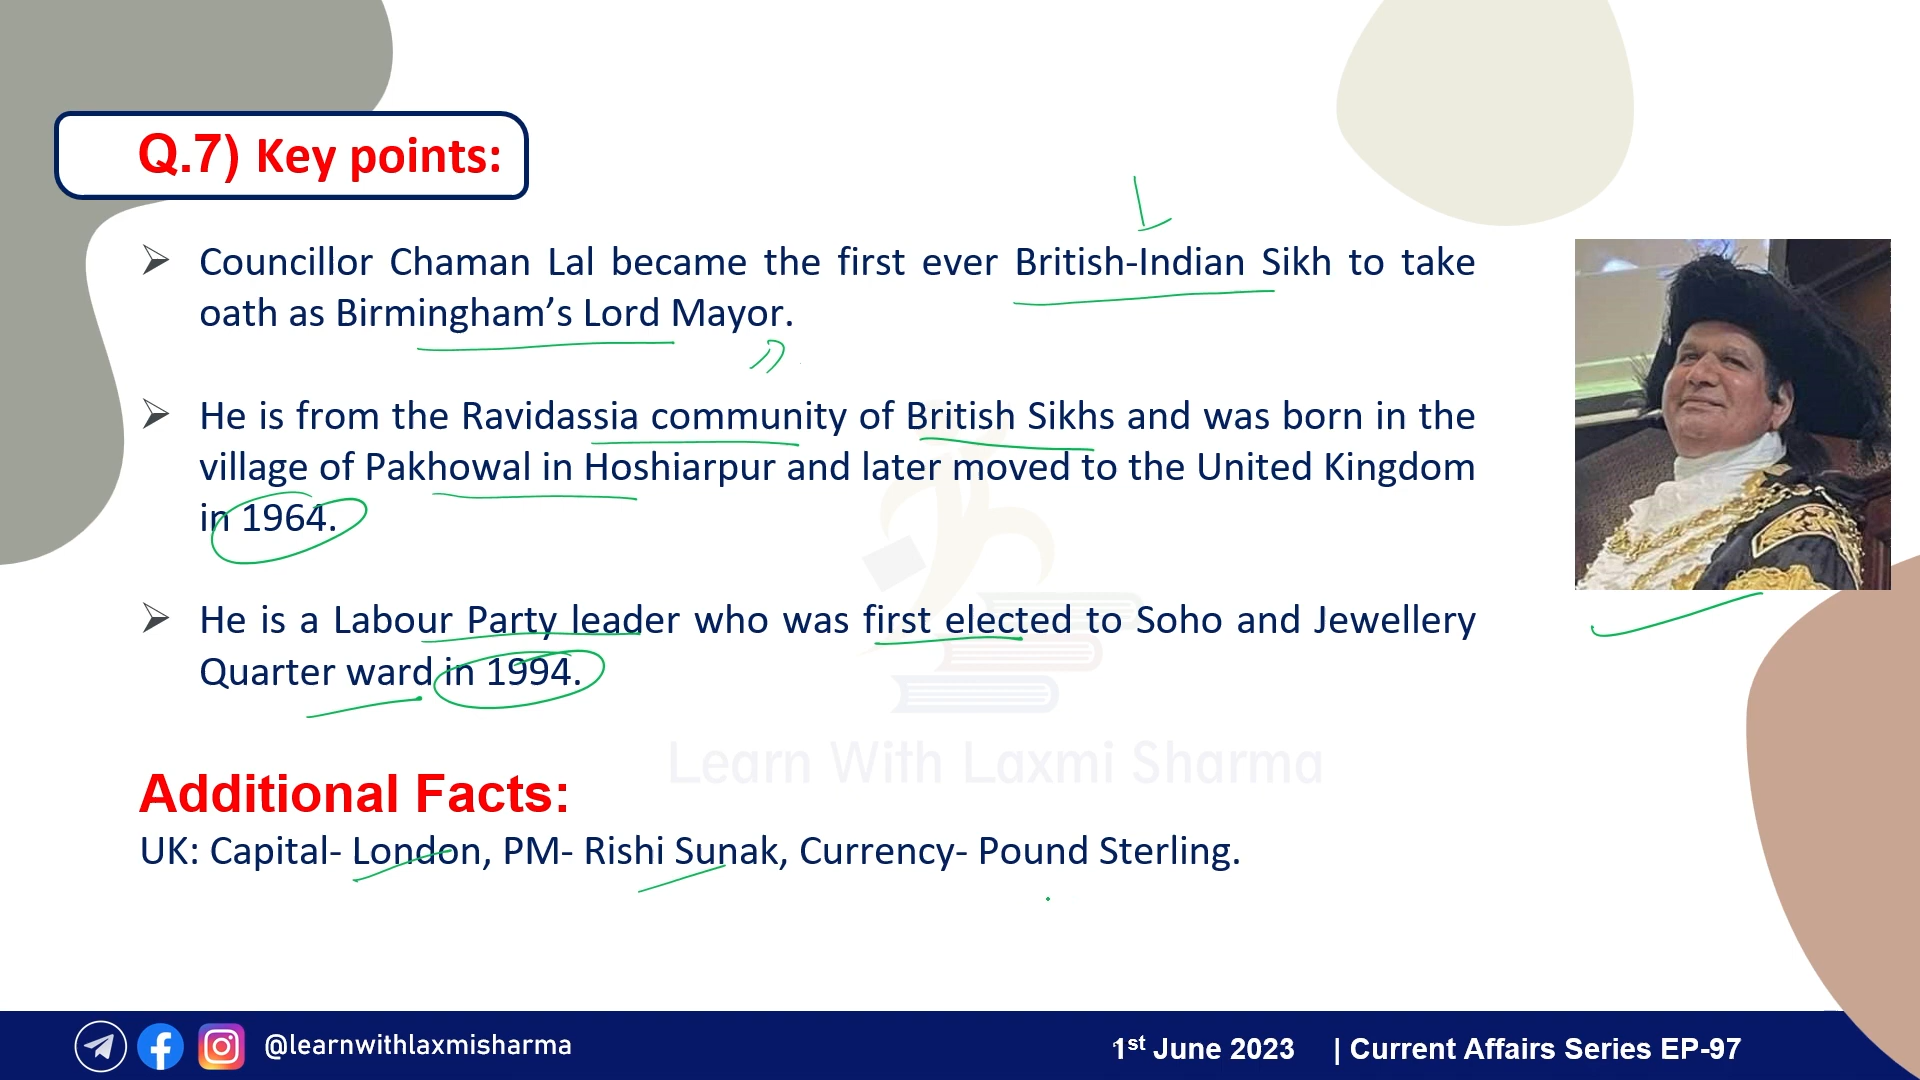 Q.7) Key points:
Councillor Chaman Lal became the first ever British-Indian Sikh to take
oath as Birmingham’s Lord Mayor.
He is from the Ravidassia community of British Sikhs and was born in the
village of Pakhowal in Hoshiarpur and later moved to the United Kingdom
in 1964.
He is a Labour Party leader who was first elected to Soho and Jewellery
Quarter ward in 1994.
Learn With Laxmi Sharma
Additional Facts:
UK: Capital- London, PM- Rishi Sunak, Currency- Pound Sterling.
@learnwithlaxmisharma
1st June 2023 | Current Affairs Series EP-97